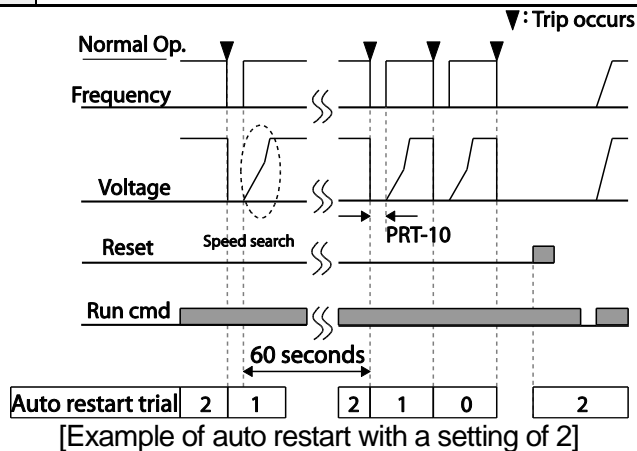 ▼: Trip occurs
Normal Op.
Frequency
Voltage
Speed search
PRT-10
Reset
Run cmd
60 seconds
Auto restart trial 2 1 2 1 0 2
[Example of auto restart with a setting of 2]